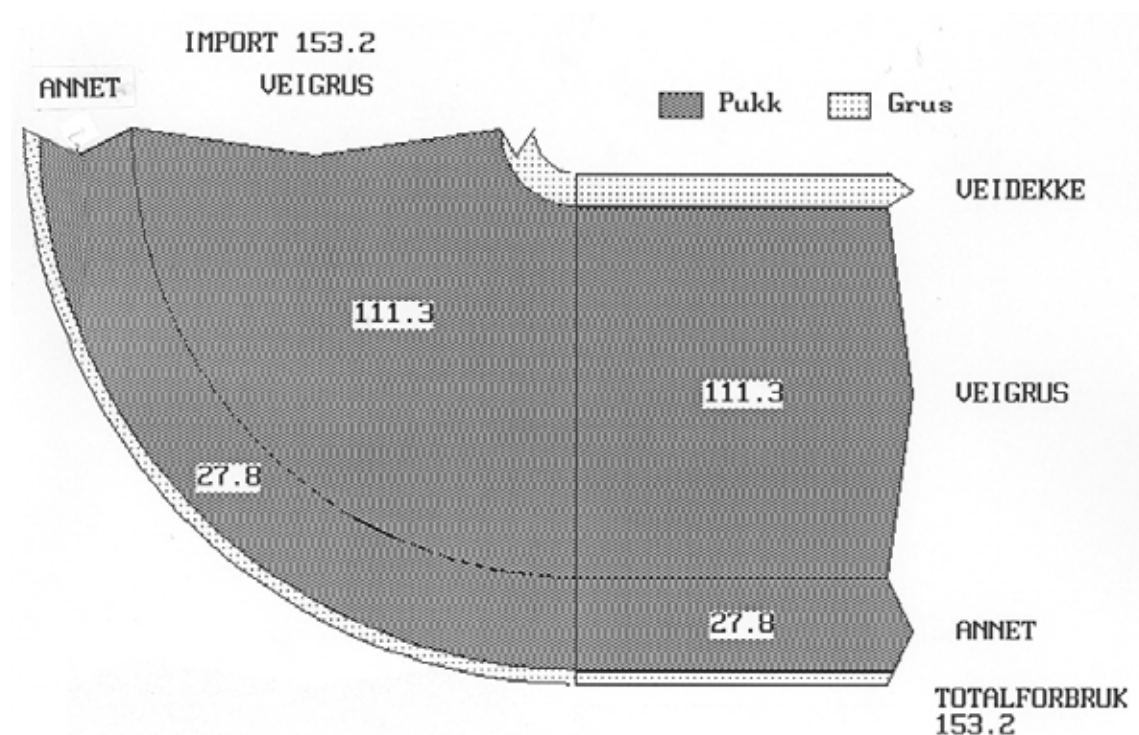 IMPORT 153.2
ANNET
VEIGRUS
Pukk
Grus
VEIDEKKE
111.3
111.3
VEIGRUS
27.8
27.8
ANNET
TOTALFORBRUK
153.2